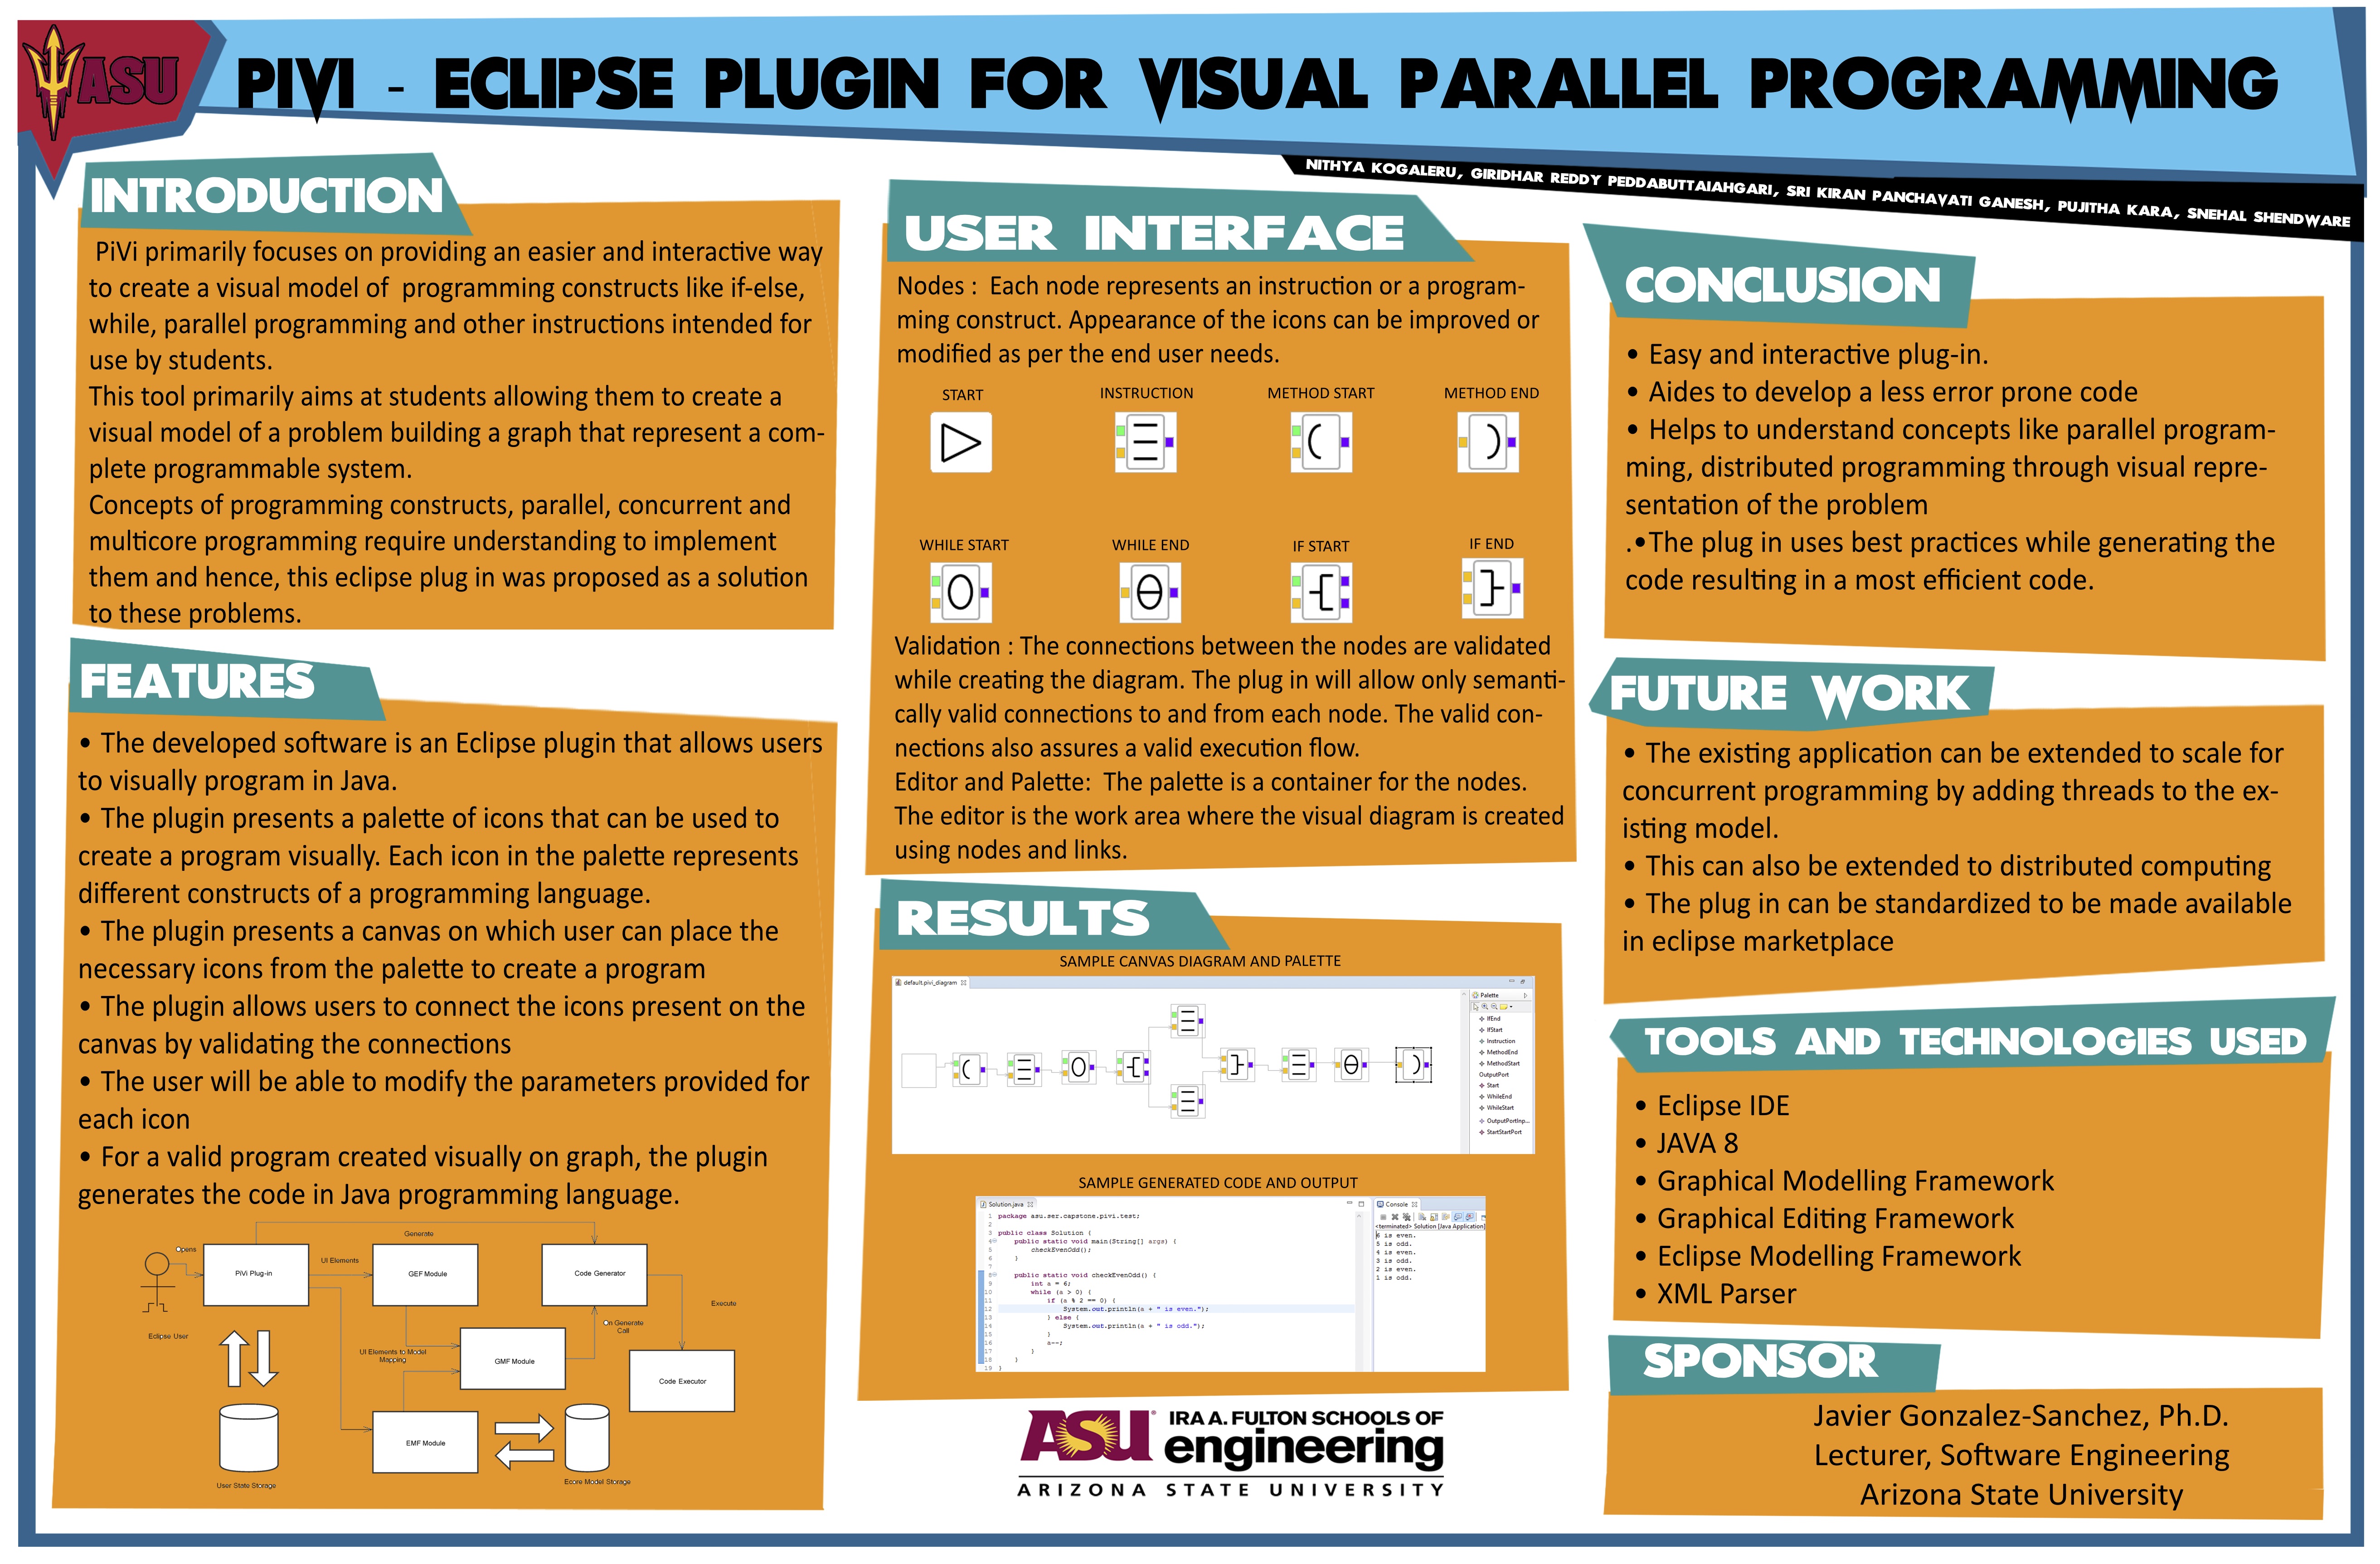 ASU
PIVI - ECLIPSE PLUGIN FOR VISUAL PARALLEL PROGRAMMING
NITHYA KOGALERU, GIRIDHAR REDDY PEDDABUTTAIAHGARI, SRI KIRAN PANCHAVATI GANESH, PUJITHA KARA, SNEHAL SHENDWARE
INTRODUCTION
PiVi primarily focuses on providing an easier and interactive way
to create a visual model of programming constructs like if-else,
while, parallel programming and other instructions intended for
use by students.
This tool primarily aims at students allowing them to create a
visual model of a problem building a graph that represent a com-
plete programmable system.
Concepts of programming constructs, parallel, concurrent and
multicore programming require understanding to implement
them and hence, this eclipse plug in was proposed as a solution
to these problems.
FEATURES
• The developed software is an Eclipse plugin that allows users
to visually program in Java.
• The plugin presents a palette of icons that can be used to
create a program visually. Each icon in the palette represents
different constructs of a programming language.
• The plugin presents a canvas on which user can place the
necessary icons from the palette to create a program
• The plugin allows users to connect the icons present on the
canvas by validating the connections
• The user will be able to modify the parameters provided for
each icon
• For a valid program created visually on graph, the plugin
generates the code in Java programming language.
Generate
Opens
UI Elements
PiVi Plug-in
GEF Module
Code Generator
Execute
Eclipse User
On Generate
Call
UI Elements to Model
Mapping
GMF Module
Code Executor
EMF Module
User State Storage
Ecore Model Storage
USER INTERFACE
Nodes : Each node represents an instruction or a program-
ming construct. Appearance of the icons can be improved or
modified as per the end user needs.
START INSTRUCTION METHOD START METHOD END
WHILE START WHILE END IF START IF END
Validation : The connections between the nodes are validated
while creating the diagram. The plug in will allow only semanti-
cally valid connections to and from each node. The valid con-
nections also assures a valid execution flow.
Editor and Palette: The palette is a container for the nodes.
The editor is the work area where the visual diagram is created
using nodes and links.
RESULTS
SAMPLE CANVAS DIAGRAM AND PALETTE
default.pivi_diagram
Palette
IfEnd
IfStart
Instruction
MethodEnd
MethodStart
OutputPort
Start
WhileEnd
WhileStart
OutputPortInp...
StartStartPort
SAMPLE GENERATED CODE AND OUTPUT
Solution.java
1 package asu.ser.capstone.pivi.test;
2
3 public class Solution {
4 public static void main(String[] args) {
5 checkEvenOdd();
6 }
7
8 public static void checkEvenOdd() {
9 int a = 6;
10 while (a > 0) {
11 if (a % 2 == 0) {
12 System.out.println(a + " is even.");
13 } else {
14 System.out.println(a + " is odd.");
15 }
16 a--;
17 }
18 }
19 }
Console
<terminated> Solution [Java Application]
6 is even.
5 is odd.
4 is even.
3 is odd.
2 is even.
1 is odd.
ASU IRA A. FULTON SCHOOLS OF
engineering
ARIZONA STATE UNIVERSITY
CONCLUSION
• Easy and interactive plug-in.
• Aides to develop a less error prone code
• Helps to understand concepts like parallel program-
ming, distributed programming through visual repre-
sentation of the problem
.•The plug in uses best practices while generating the
code resulting in a most efficient code.
FUTURE WORK
• The existing application can be extended to scale for
concurrent programming by adding threads to the ex-
isting model.
• This can also be extended to distributed computing
• The plug in can be standardized to be made available
in eclipse marketplace
TOOLS AND TECHNOLOGIES USED
• Eclipse IDE
• JAVA 8
• Graphical Modelling Framework
• Graphical Editing Framework
• Eclipse Modelling Framework
• XML Parser
SPONSOR
Javier Gonzalez-Sanchez, Ph.D.
Lecturer, Software Engineering
Arizona State University